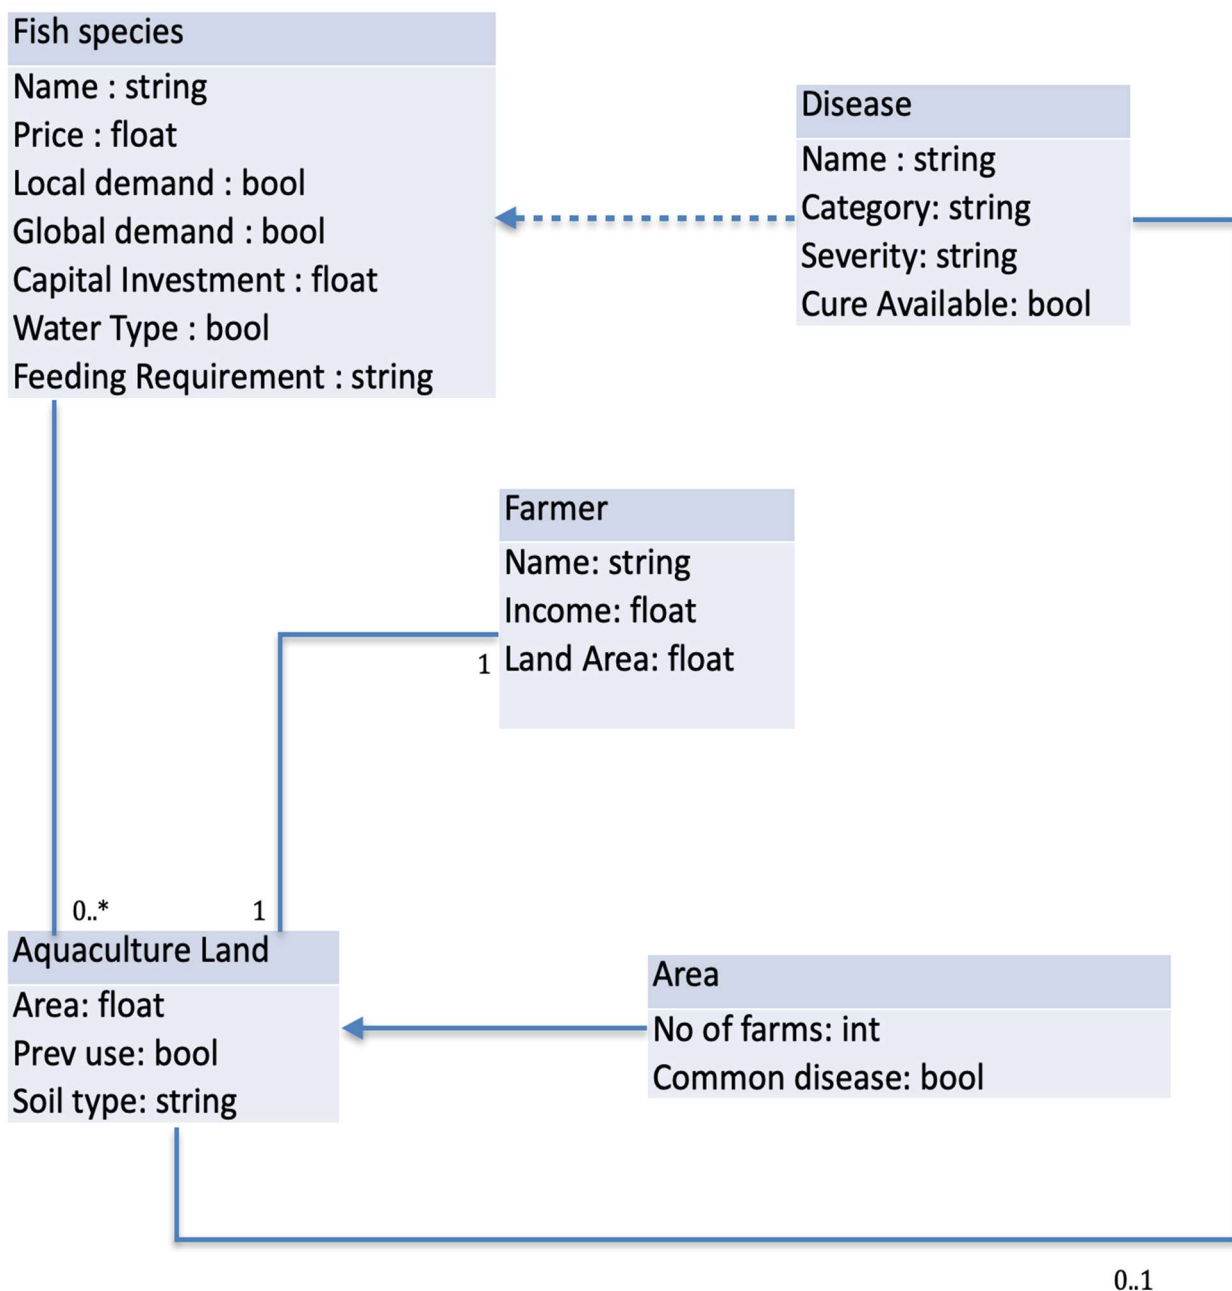 Fish species
Name : string
Price : float
Local demand : bool
Global demand : bool
Capital Investment : float
Water Type : bool
Feeding Requirement : string
Disease
Name : string
Category: string
Severity: string
Cure Available: bool
Farmer
Name: string
Income: float
Land Area: float
1
0..*
1
Aquaculture Land
Area: float
Prev use: bool
Soil type: string
Area
No of farms: int
Common disease: bool
0..1